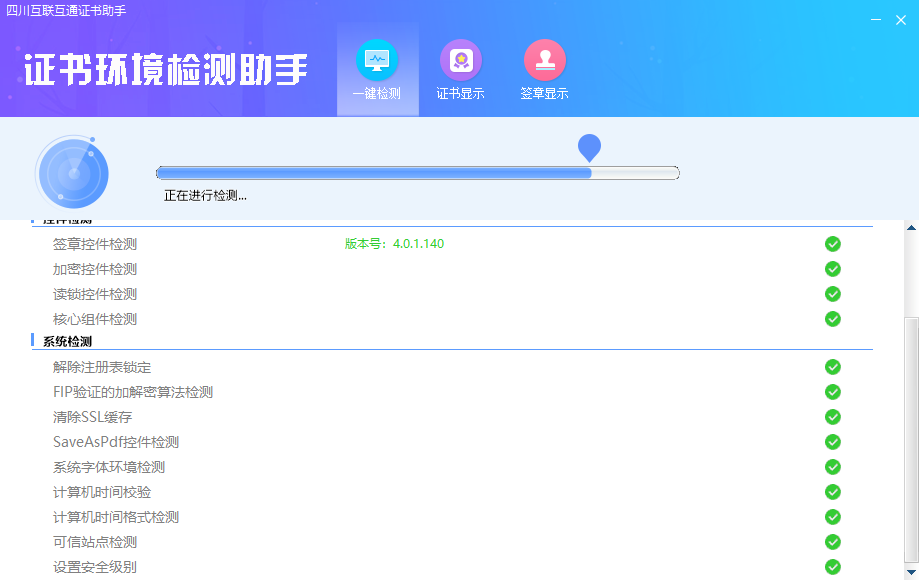 四川互联互通证书助手
证书环境检测助手
一键检测
证书显示
签章显示
正在进行检测...
控件检测
签章控件检测
版本号：4.0.1.140
加密控件检测
读锁控件检测
核心组件检测
系统检测
解除注册表锁定
FIP验证的加解密算法检测
清除SSL缓存
SaveAsPdf控件检测
系统字体环境检测
计算机时间校验
计算机时间格式检测
可信站点检测
设置安全级别